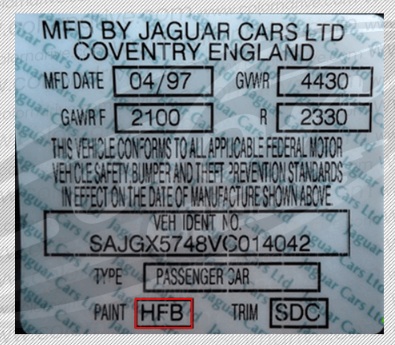 MFD BY JAGUAR CARS LTD
COVENTRY ENGLAND
MFD DATE 04/97 GVWR 4430
GAWR F 2100 R 2330
THIS VEHICLE CONFORMS TO ALL APPLICABLE FEDERAL MOTOR
VEHICLE SAFETY, BUMPER AND THEFT PREVENTION STANDARDS
IN EFFECT ON THE DATE OF MANUFACTURE SHOWN ABOVE.
VEH IDENT NO.
SAJGX5748VC014042
TYPE PASSENGER CAR
PAINT HFB TRIM SDC